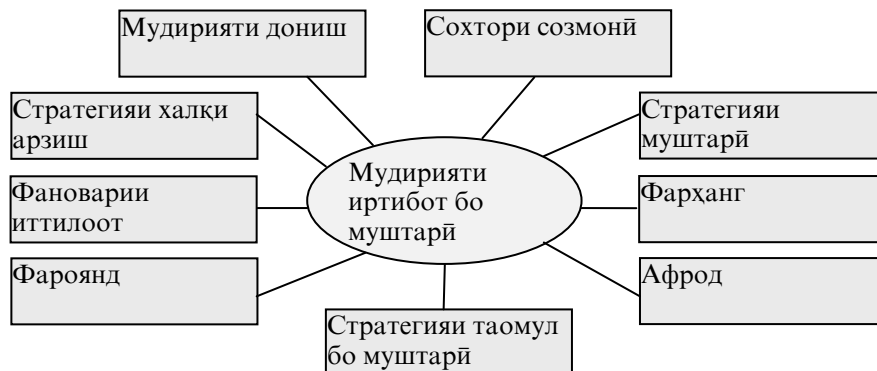 Мудирияти дониш
Сохтори созмонӣ
Стратегияи халқи
арзиш
Стратегияи
муштарӣ
Мудирияти
иртибот бо
муштарӣ
Фановарии
иттилоот
Фарҳанг
Фароянд
Афрод
Стратегияи таомул
бо муштарӣ